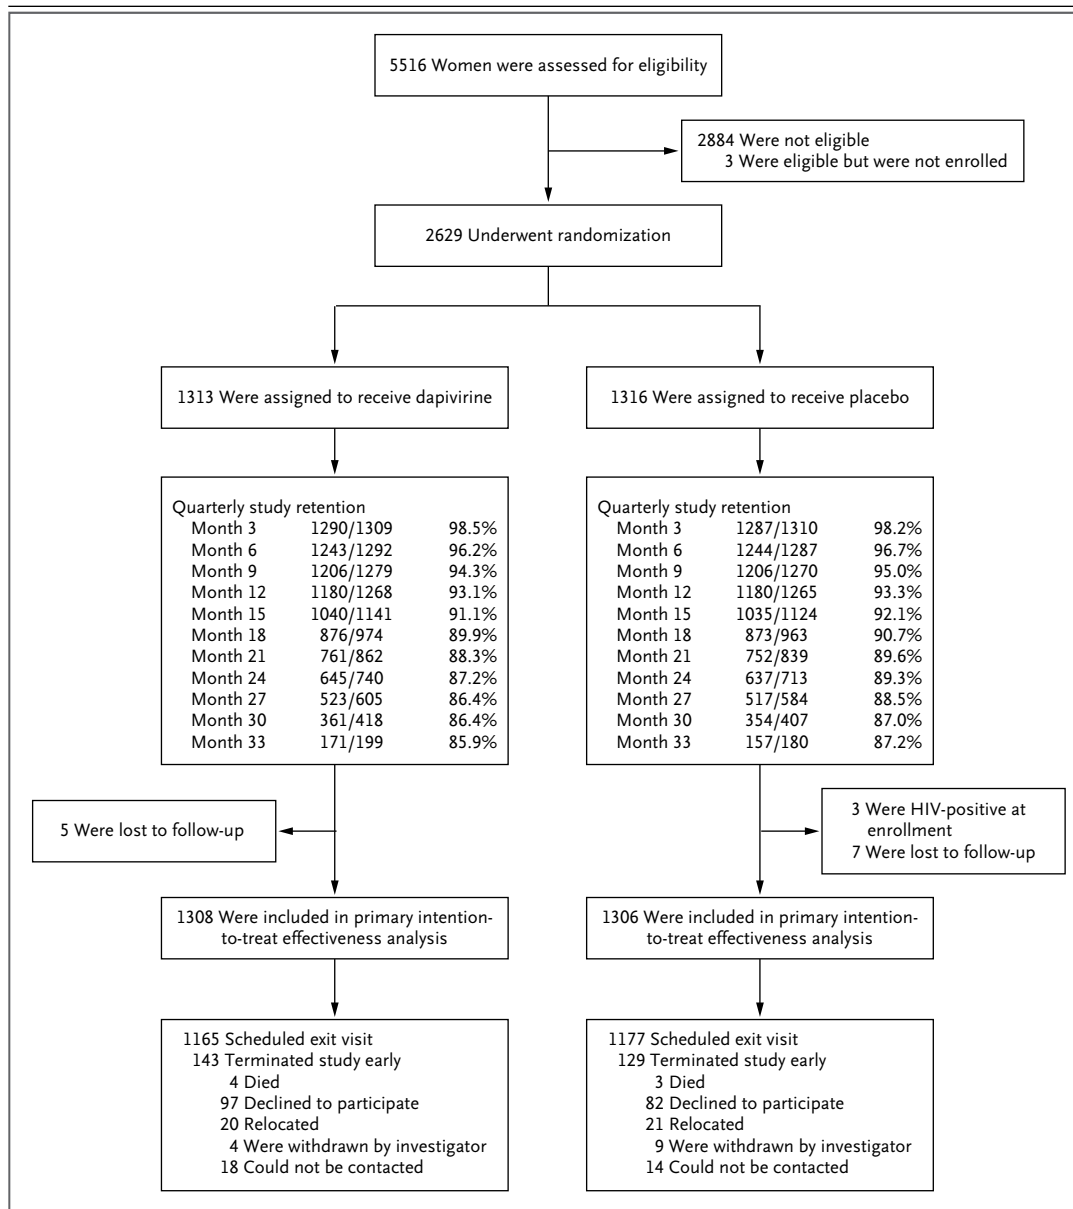 5516 Women were assessed for eligibility
2884 Were not eligible
3 Were eligible but were not enrolled
2629 Underwent randomization
1313 Were assigned to receive dapivirine
1316 Were assigned to receive placebo
Quarterly study retention
Month 3 1290/1309 98.5%
Month 6 1243/1292 96.2%
Month 9 1206/1279 94.3%
Month 12 1180/1268 93.1%
Month 15 1040/1141 91.1%
Month 18 876/974 89.9%
Month 21 761/862 88.3%
Month 24 645/740 87.2%
Month 27 523/605 86.4%
Month 30 361/418 86.4%
Month 33 171/199 85.9%
Quarterly study retention
Month 3 1287/1310 98.2%
Month 6 1244/1287 96.7%
Month 9 1206/1270 95.0%
Month 12 1180/1265 93.3%
Month 15 1035/1124 92.1%
Month 18 873/963 90.7%
Month 21 752/839 89.6%
Month 24 637/713 89.3%
Month 27 517/584 88.5%
Month 30 354/407 87.0%
Month 33 157/180 87.2%
5 Were lost to follow-up
3 Were HIV-positive at
enrollment
7 Were lost to follow-up
1308 Were included in primary intention-
to-treat effectiveness analysis
1306 Were included in primary intention-
to-treat effectiveness analysis
1165 Scheduled exit visit
143 Terminated study early
4 Died
97 Declined to participate
20 Relocated
4 Were withdrawn by investigator
18 Could not be contacted
1177 Scheduled exit visit
129 Terminated study early
3 Died
82 Declined to participate
21 Relocated
9 Were withdrawn by investigator
14 Could not be contacted